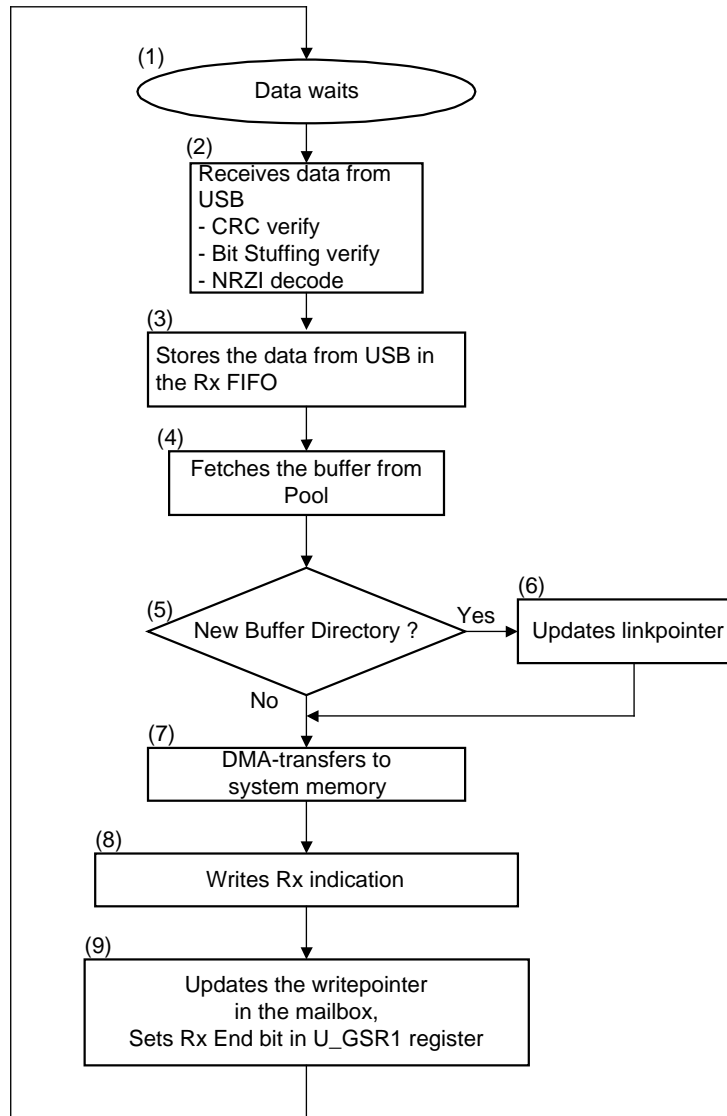 (1)
Data waits
(2)
Receives data from
USB
- CRC verify
- Bit Stuffing verify
- NRZI decode
(3)
Stores the data from USB in
the Rx FIFO
(4)
Fetches the buffer from
Pool
(5)
New Buffer Directory ?
Yes
(6)
Updates linkpointer
No
(7)
DMA-transfers to
system memory
(8)
Writes Rx indication
(9)
Updates the writepointer
in the mailbox,
Sets Rx End bit in U_GSR1 register